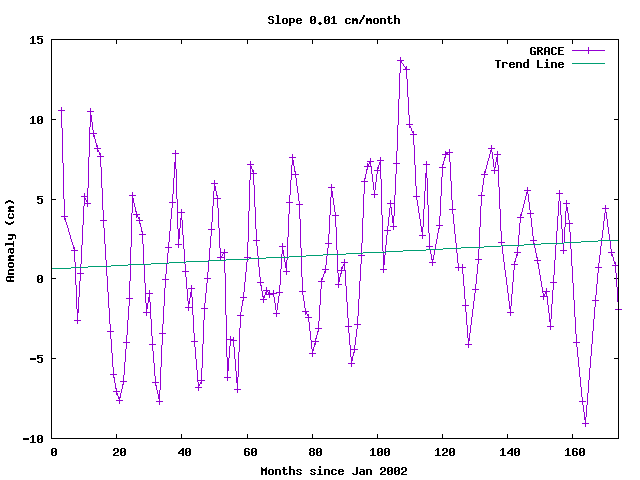 Slope 0.01 cm/month
GRACE
Trend Line
15
10
5
0
-5
-10
Anomaly (cm)
0 20 40 60 80 100 120 140 160
Months since Jan 2002